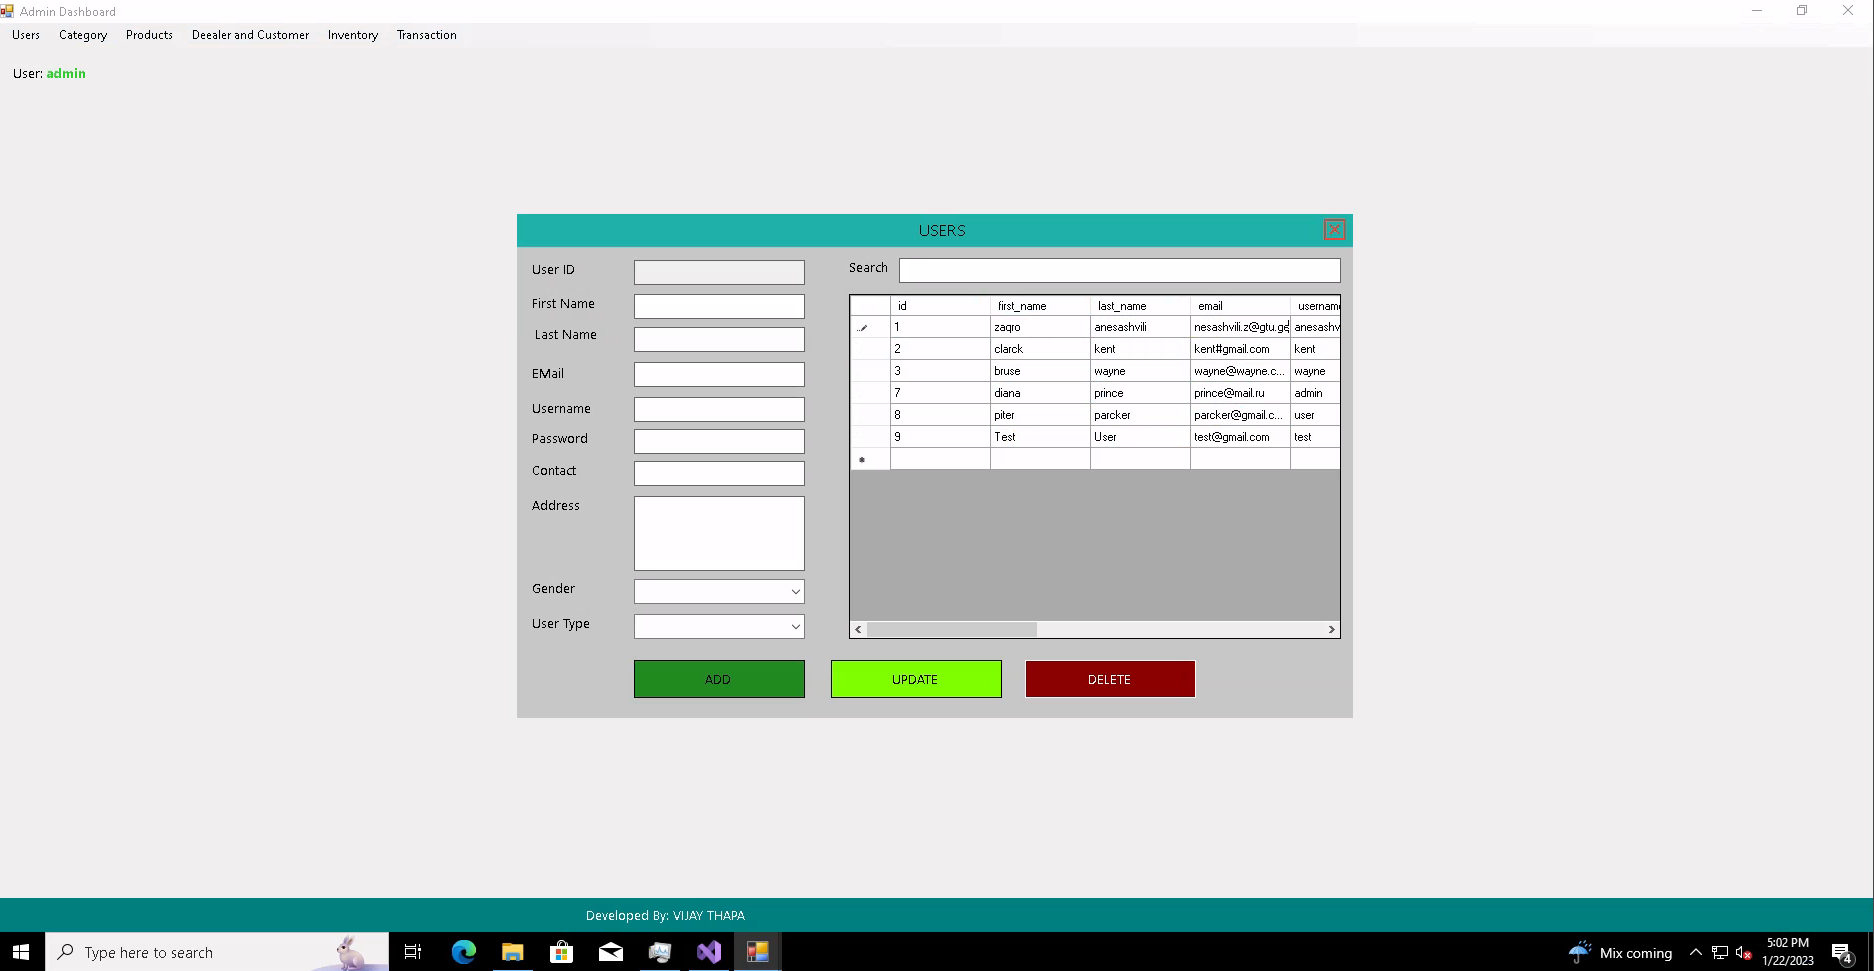 Admin Dashboard
Users Category Products Deealer and Customer Inventory Transaction
User: admin
USERS
User ID
First Name
Last Name
EMail
Username
Password
Contact
Address
Gender
User Type
Search
id first_name last_name email username
1 zaqro anesashvili nesashvili.z@gtu.ge anesashv
2 clarck kent kent#gmail.com kent
3 bruse wayne wayne@wayne.c... wayne
7 diana prince prince@mail.ru admin
8 piter parcker parcker@gmail.c... user
9 Test User test@gmail.com test
ADD UPDATE DELETE
Developed By: VIJAY THAPA
Type here to search
Mix coming
5:02 PM
1/22/2023
4